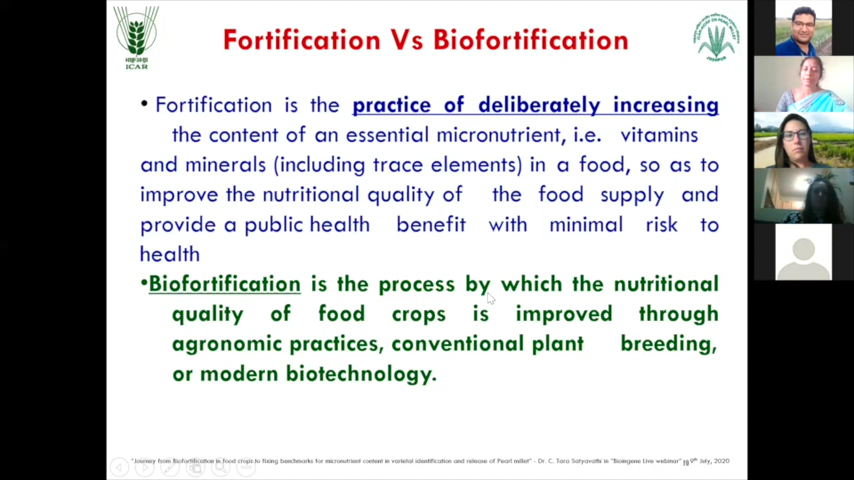 Fortification Vs Biofortification
ICAR
• Fortification is the practice of deliberately increasing
the content of an essential micronutrient, i.e. vitamins
and minerals (including trace elements) in a food, so as to
improve the nutritional quality of the food supply and
provide a public health benefit with minimal risk to
health
•Biofortification is the process by which the nutritional
quality of food crops is improved through
agronomic practices, conventional plant breeding,
or modern biotechnology.
"Journey from Biofortification in food crops to fixing benchmarks for micronutrient content in varietal identification and release of Pearl millet" - Dr. C. Tara Satyavathi in "Bioingene Live webinar" 9th July, 2020